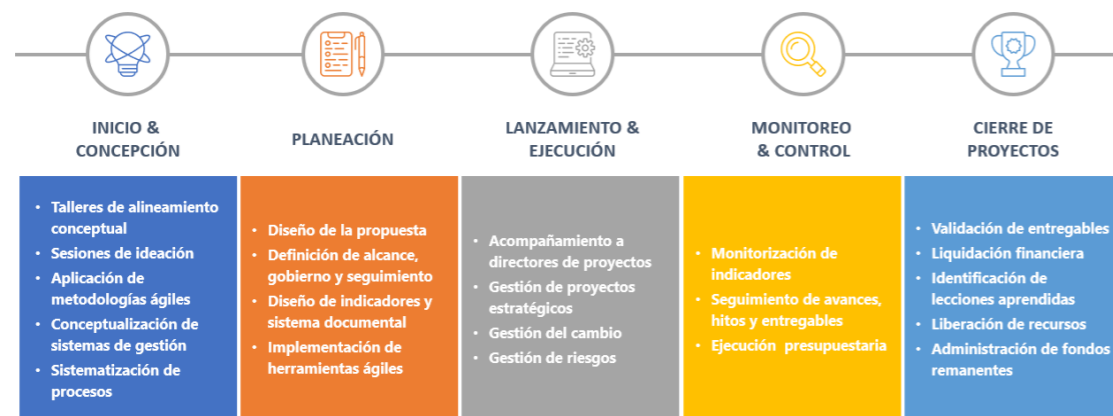 INICIO &
CONCEPCIÓN
PLANEACIÓN
LANZAMIENTO &
EJECUCIÓN
MONITOREO
& CONTROL
CIERRE DE
PROYECTOS
• Talleres de alineamiento
conceptual
• Sesiones de ideación
• Aplicación de
metodologías ágiles
• Conceptualización de
sistemas de gestión
• Sistematización de
procesos
• Diseño de la propuesta
• Definición de alcance,
gobierno y seguimiento
• Diseño de indicadores y
sistema documental
• Implementación de
herramientas ágiles
• Acompañamiento a
directores de proyectos
• Gestión de proyectos
estratégicos
• Gestión del cambio
• Gestión de riesgos
• Monitorización de
indicadores
• Seguimiento de avances,
hitos y entregables
• Ejecución presupuestaria
• Validación de entregables
• Liquidación financiera
• Identificación de
lecciones aprendidas
• Liberación de recursos
• Administración de fondos
remanentes